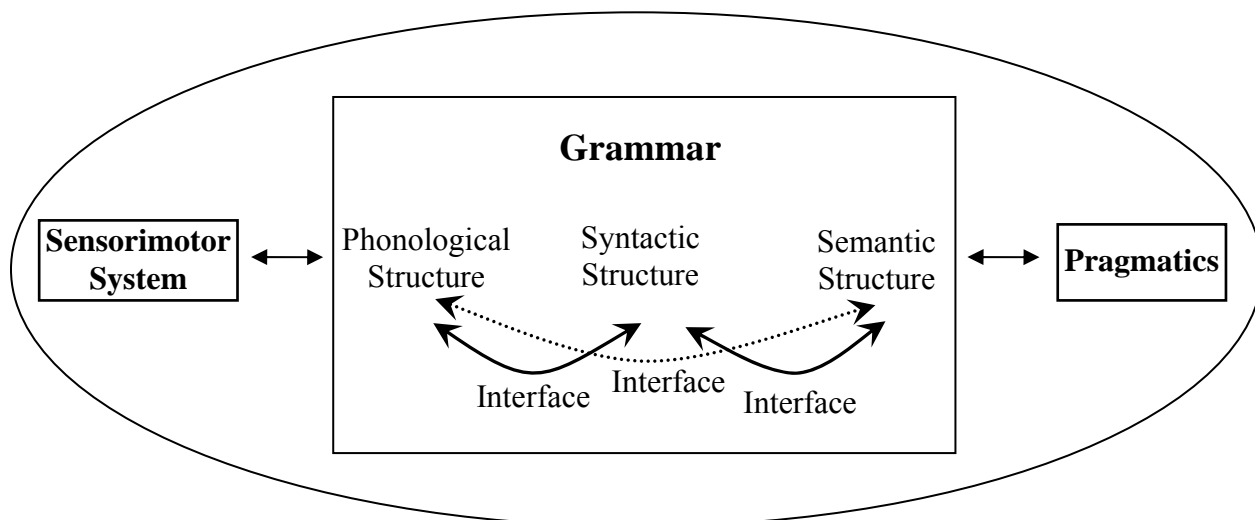 Grammar
Sensorimotor
System
Phonological
Structure
Syntactic
Structure
Semantic
Structure
Pragmatics
Interface
Interface
Interface